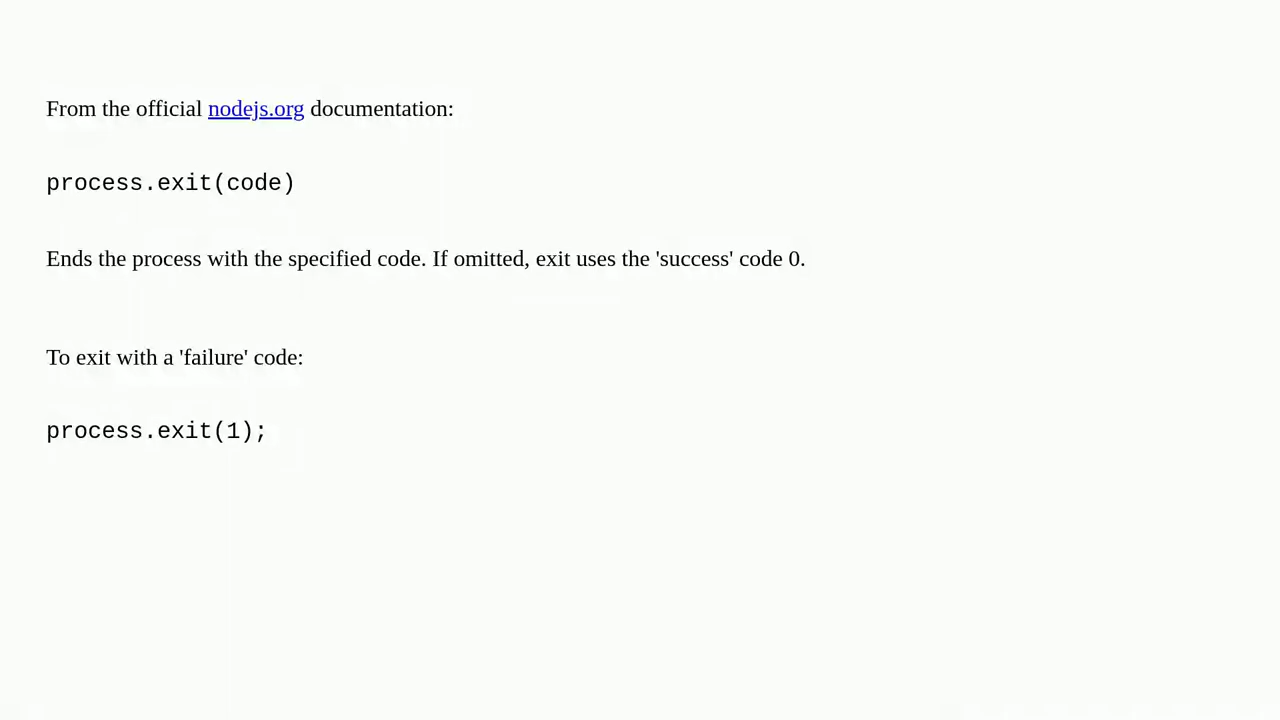 From the official nodejs.org documentation:
process.exit(code)
Ends the process with the specified code. If omitted, exit uses the 'success' code 0.
To exit with a 'failure' code:
process.exit(1);